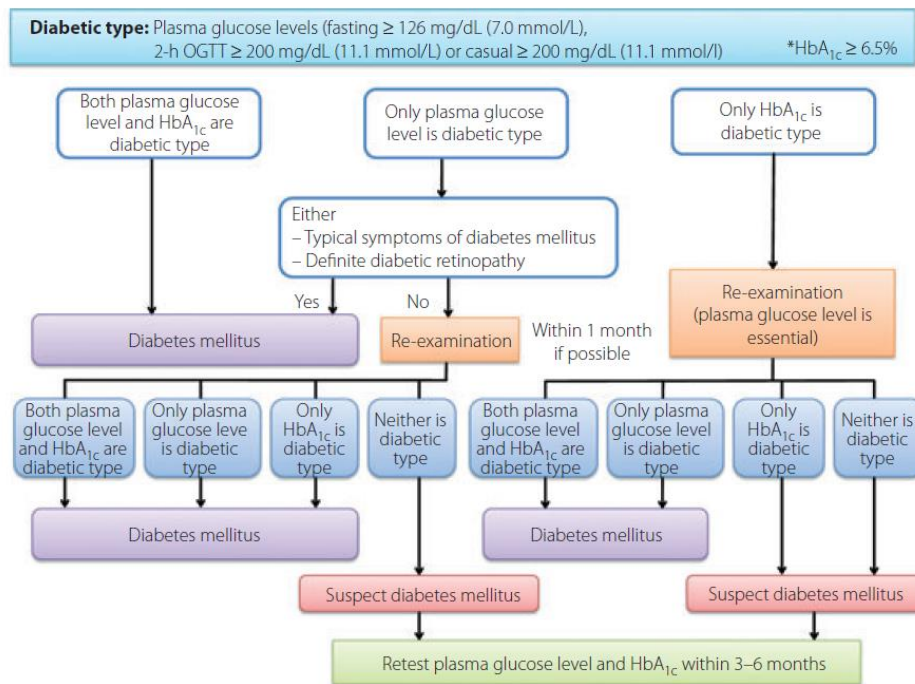 Diabetic type: Plasma glucose levels (fasting ≥ 126 mg/dL (7.0 mmol/L),
2-h OGTT ≥ 200 mg/dL (11.1 mmol/L) or casual ≥ 200 mg/dL (11.1 mmol/l)
*HbA1c ≥ 6.5%
Both plasma glucose
level and HbA1c are
diabetic type
Only plasma glucose
level is diabetic type
Only HbA1c is
diabetic type
Either
– Typical symptoms of diabetes mellitus
– Definite diabetic retinopathy
Yes
No
Diabetes mellitus
Re-examination
Within 1 month
if possible
Re-examination
(plasma glucose level is
essential)
Both plasma
glucose level
and HbA1c are
diabetic type
Only plasma
glucose leve
is diabetic
type
Only
HbA1c is
diabetic
type
Neither is
diabetic
type
Both plasma
glucose level
and HbA1c are
diabetic type
Only plasma
glucose level
is diabetic
type
Only
HbA1c is
diabetic
type
Neither is
diabetic
type
Diabetes mellitus
Diabetes mellitus
Suspect diabetes mellitus
Suspect diabetes mellitus
Retest plasma glucose level and HbA1c within 3–6 months